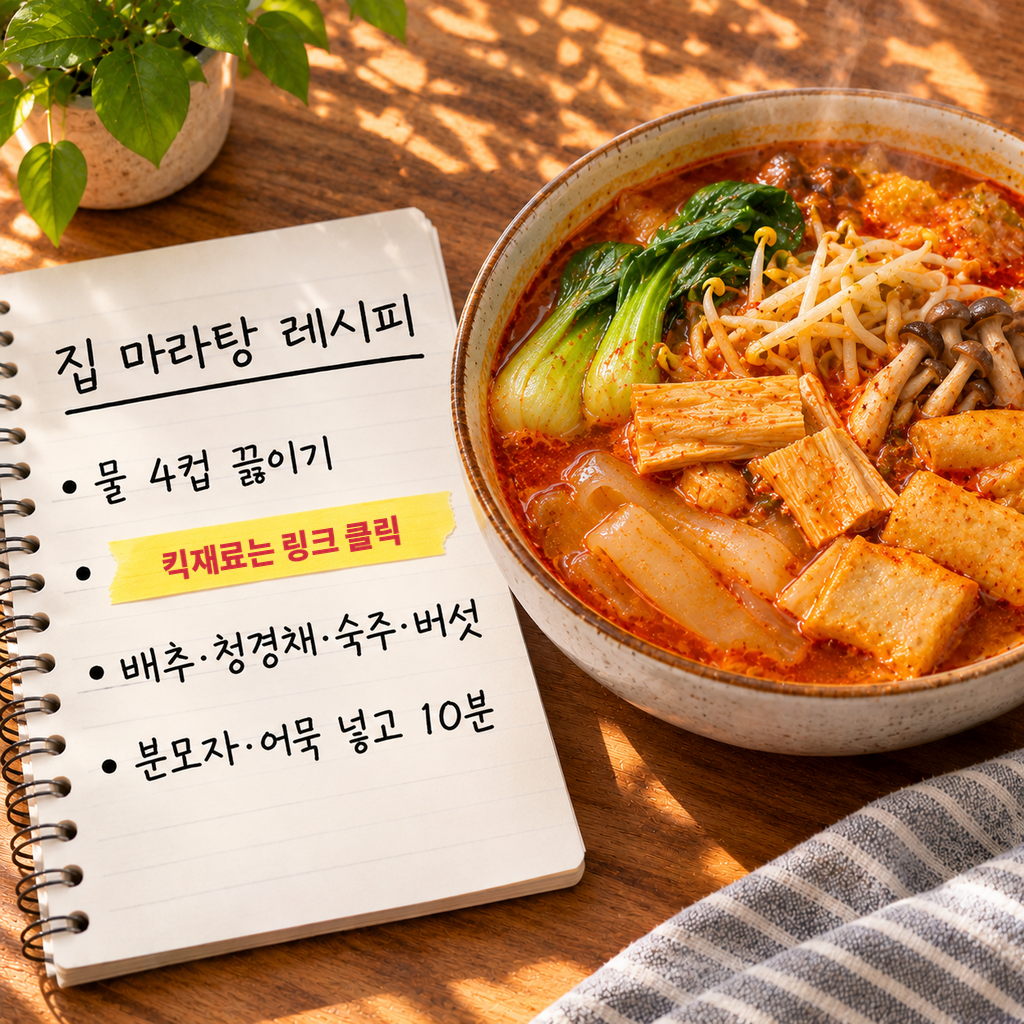 집 마라탕 레시피
• 물 4컵 끓이기
• 킥재료는 링크 클릭
• 배추·청경채·숙주·버섯
• 분모자·어묵 넣고 10분